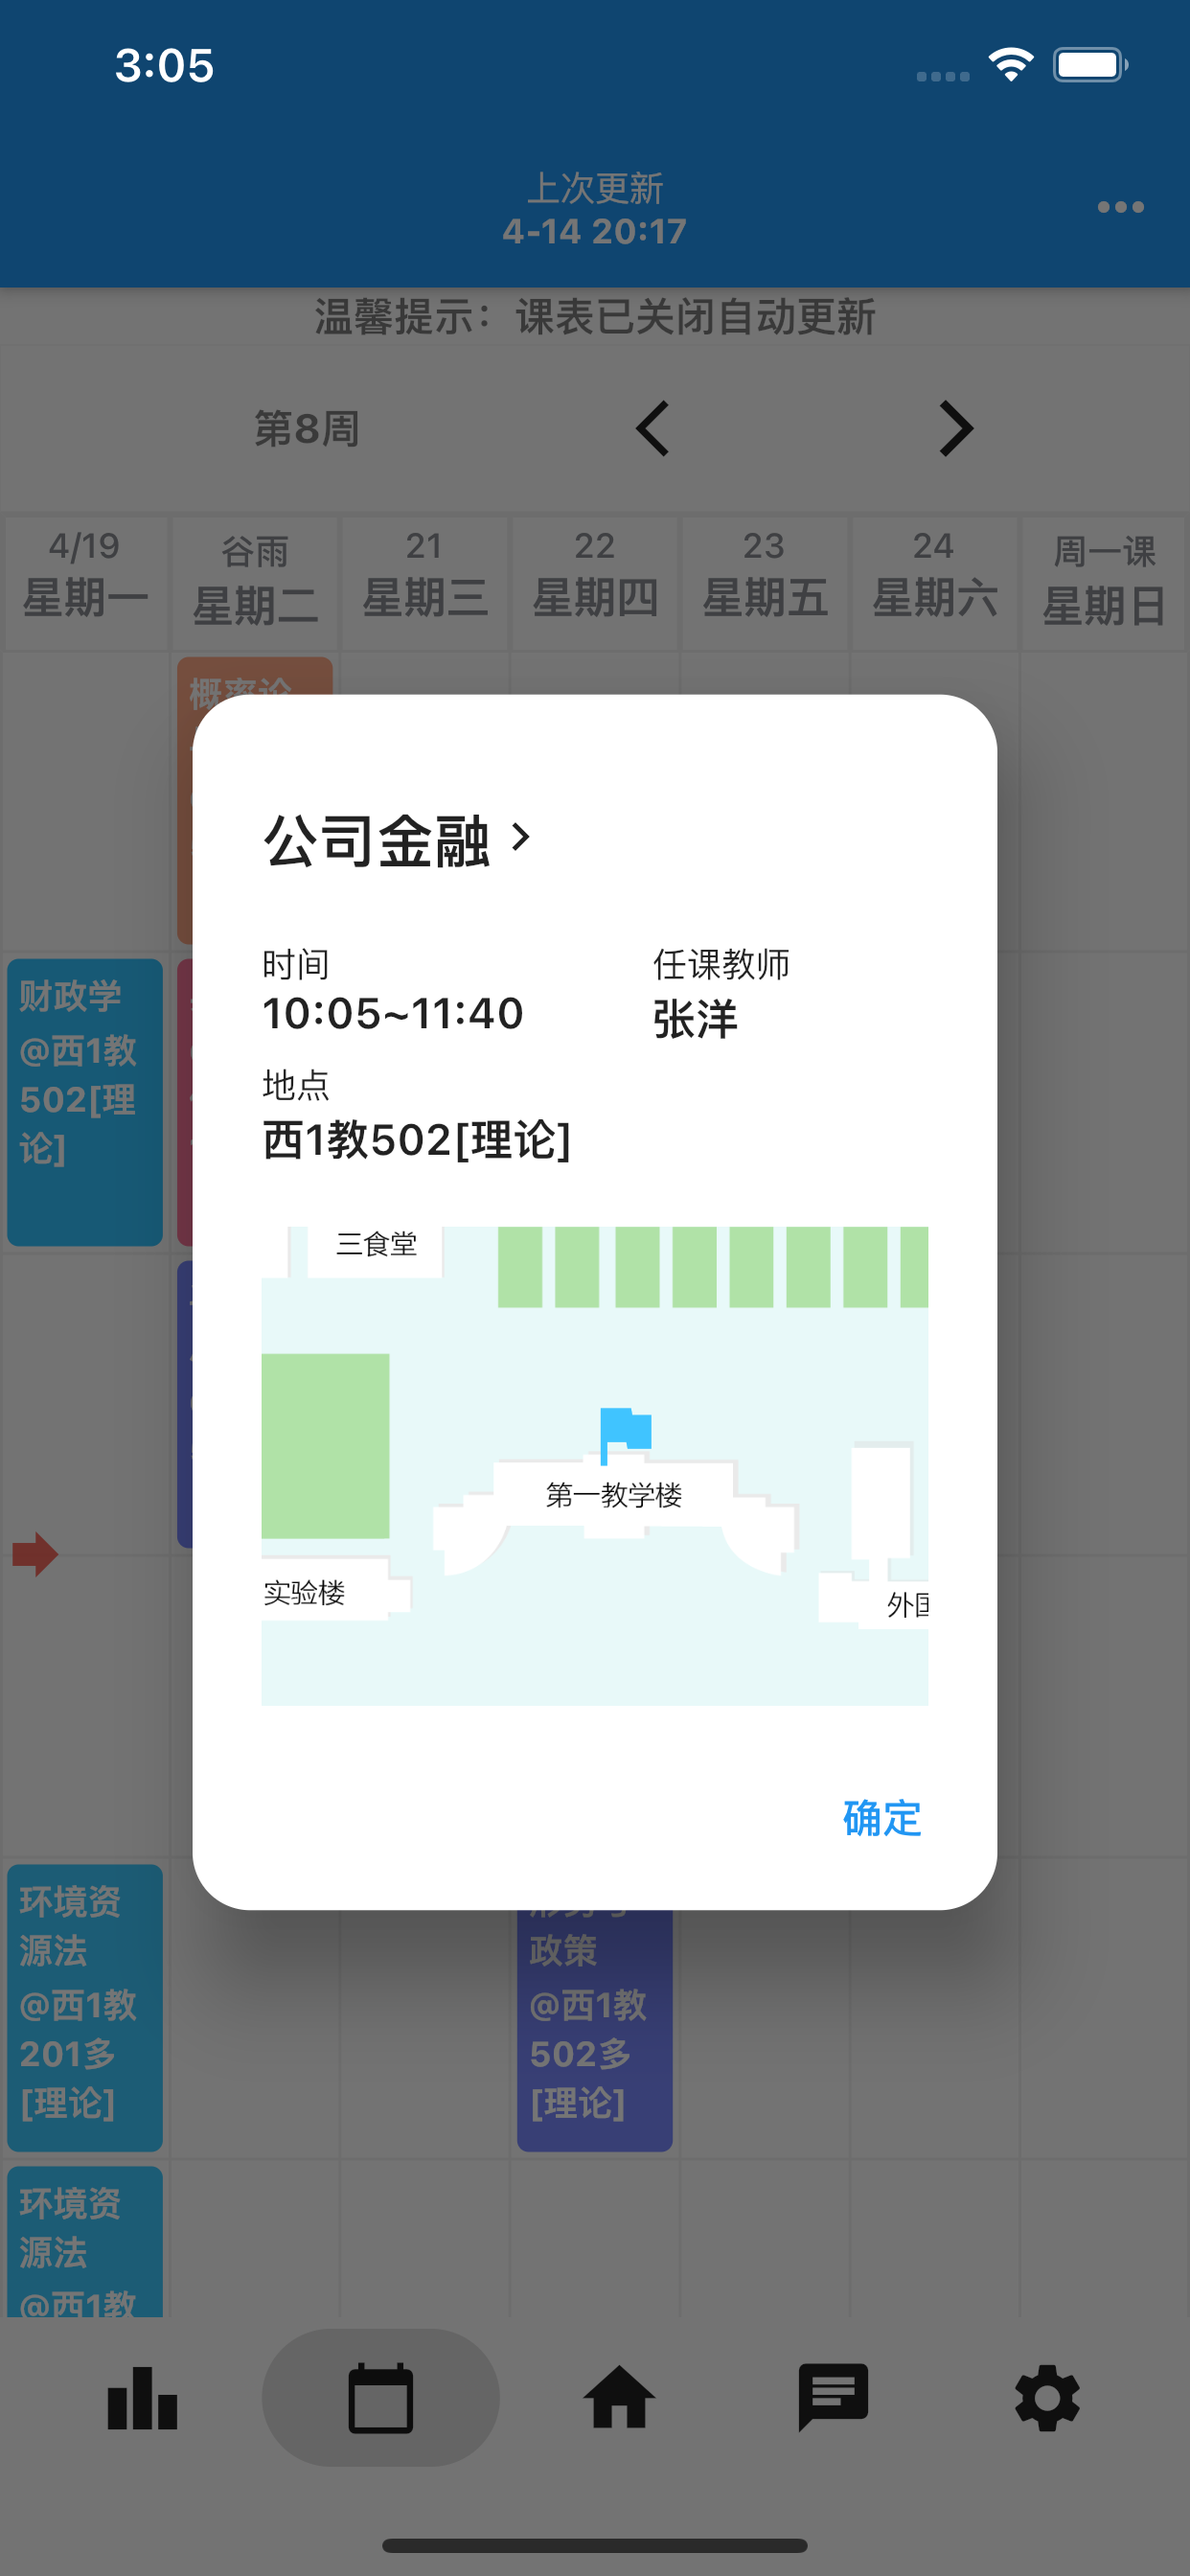 3:05
上次更新
4-14 20:17
温馨提示：课表已关闭自动更新
第8周
4/19
星期一
谷雨
星期二
21
星期三
22
星期四
23
星期五
24
星期六
周一课
星期日
概率论
公司金融
时间
10:05~11:40
任课教师
张洋
地点
西1教502[理论]
三食堂
第一教学楼
实验楼
外国
确定
财政学
@西1教
502[理
论]
环境资
源法
@西1教
201多
[理论]
政策
@西1教
502多
[理论]
环境资
源法
@西1教